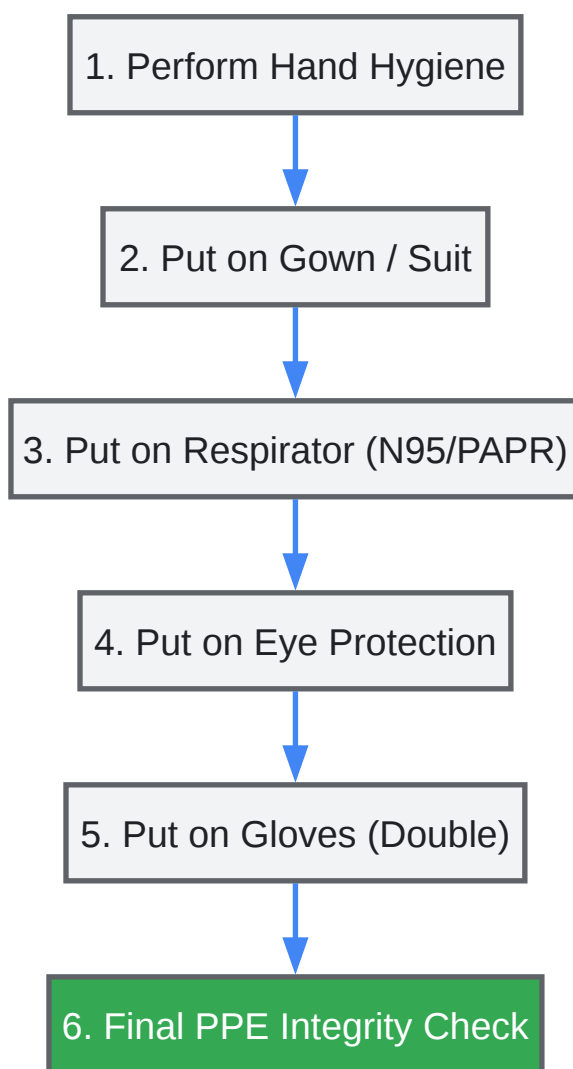 1. Perform Hand Hygiene
2. Put on Gown / Suit
3. Put on Respirator (N95/PAPR)
4. Put on Eye Protection
5. Put on Gloves (Double)
6. Final PPE Integrity Check